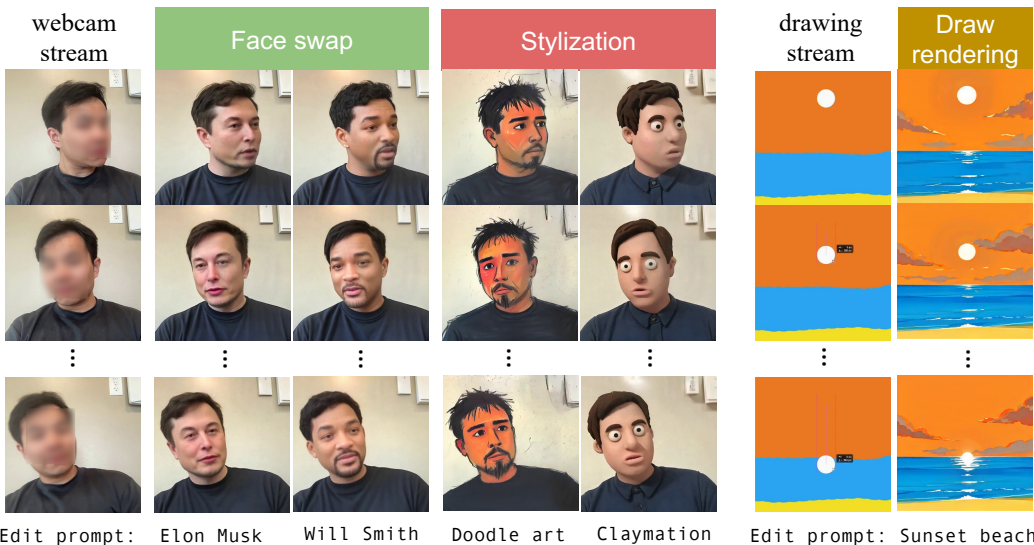 webcam
stream
Face swap
Stylization
drawing
stream
Draw
rendering
Edit prompt:
Elon Musk
Will Smith
Doodle art
Claymation
Edit prompt:
Sunset beach